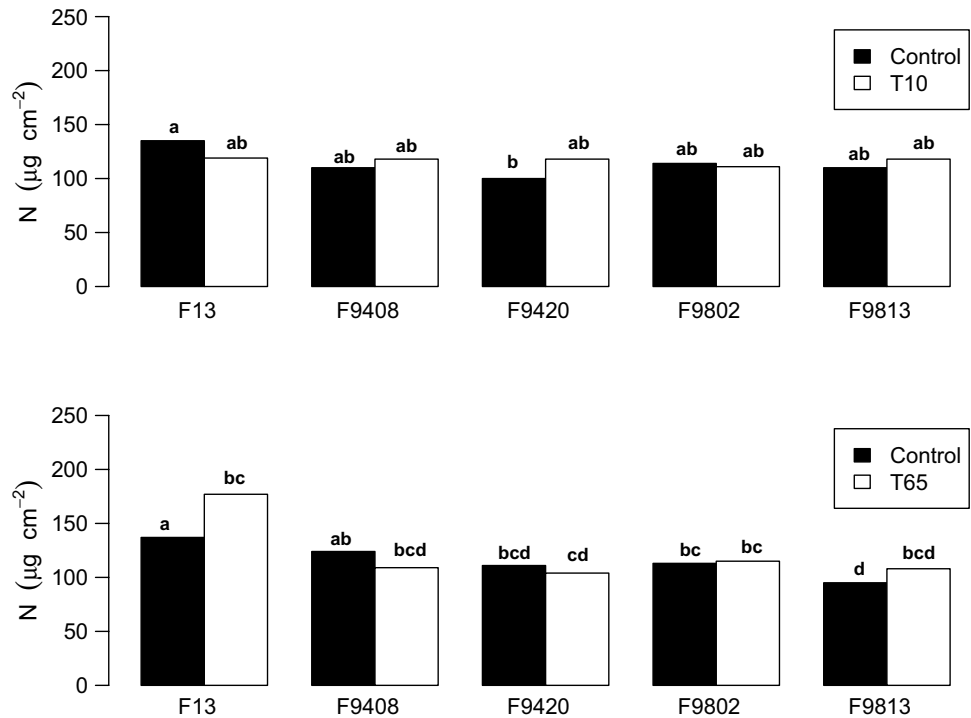 250
200
150
100
50
0
N (μg cm−2)
Control
T10
a ab ab ab b ab ab ab ab ab
F13 F9408 F9420 F9802 F9813
250
200
150
100
50
0
N (μg cm−2)
Control
T65
a bc ab bcd bcd cd bc bc d bcd
F13 F9408 F9420 F9802 F9813